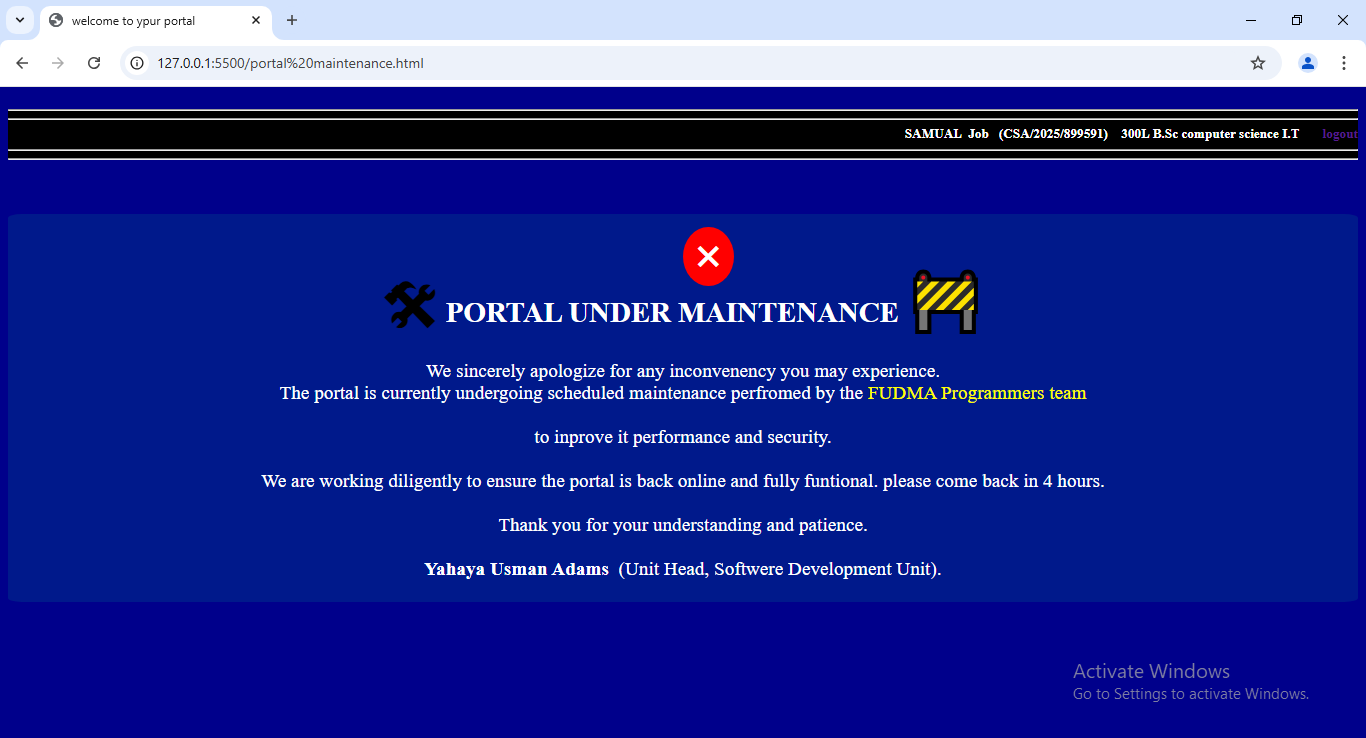 welcome to ypur portal
127.0.0.1:5500/portal%20maintenance.html
SAMUAL Job (CSA/2025/899591) 300L B.Sc computer science I.T logout
PORTAL UNDER MAINTENANCE
We sincerely apologize for any inconvenency you may experience.
The portal is currently undergoing scheduled maintenance perfromed by the FUDMA Programmers team
to inprove it performance and security.
We are working diligently to ensure the portal is back online and fully funtional. please come back in 4 hours.
Thank you for your understanding and patience.
Yahaya Usman Adams (Unit Head, Softwere Development Unit).
Activate Windows
Go to Settings to activate Windows.